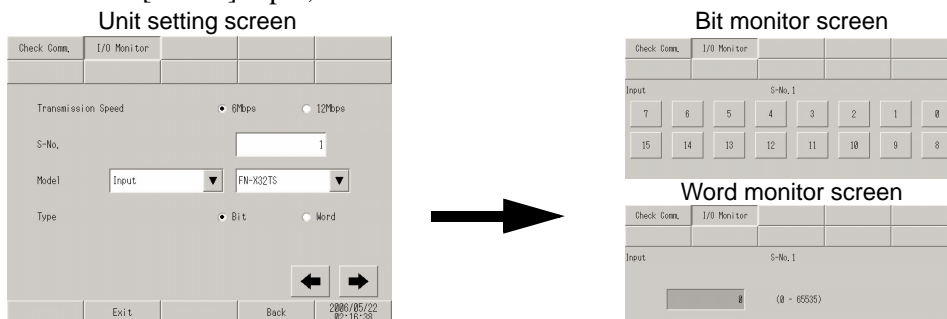 Unit setting screen
Check Comm. I/O Monitor
Transmission Speed 6Mbps 12Mbps
S-No. 1
Model Input FN-X32TS
Type Bit Word
Exit Back 2006/05/22
02:16:38
Bit monitor screen
Check Comm. I/O Monitor
Input S-No.1
7 6 5 4 3 2 1 0
15 14 13 12 11 10 9 8
Word monitor screen
Check Comm. I/O Monitor
Input S-No.1
0 (0 - 65535)